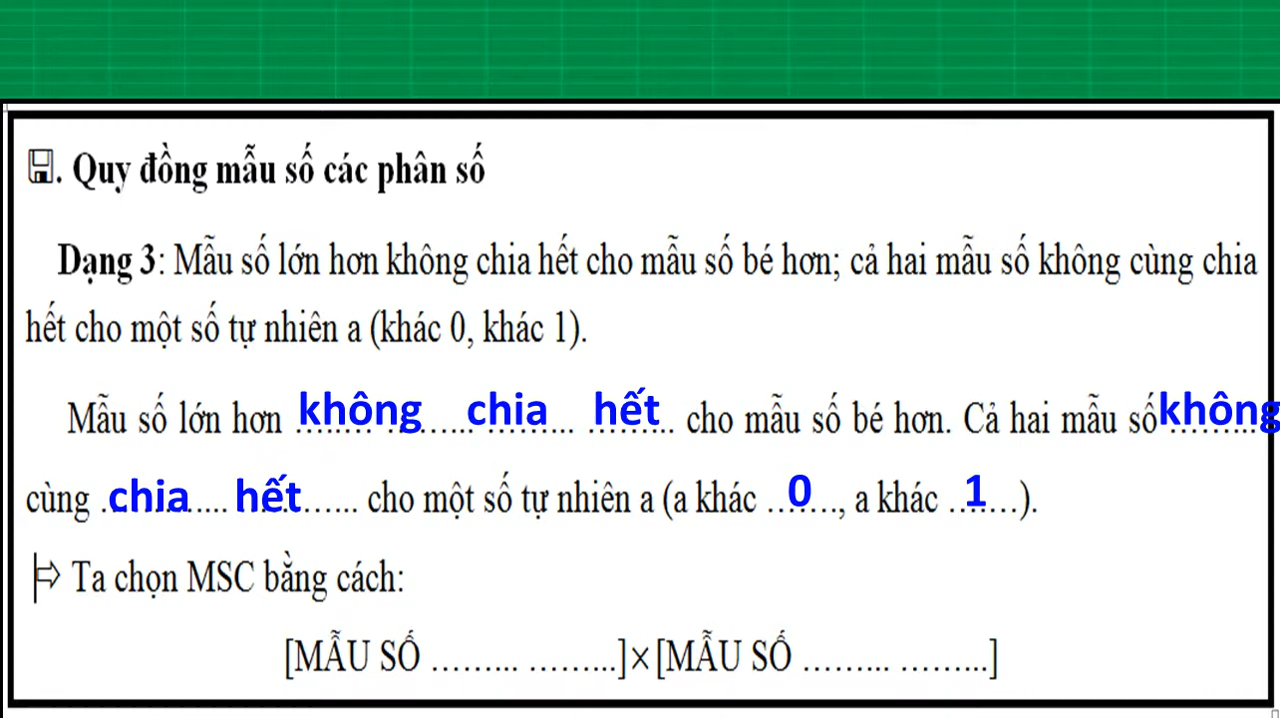 🖫. Quy đồng mẫu số các phân số
Dạng 3: Mẫu số lớn hơn không chia hết cho mẫu số bé hơn; cả hai mẫu số không cùng chia
hết cho một số tự nhiên a (khác 0, khác 1).
Mẫu số lớn hơn không chia hết cho mẫu số bé hơn. Cả hai mẫu số không
cùng chia hết cho một số tự nhiên a (a khác 0, a khác 1).
⇨ Ta chọn MSC bằng cách:
[MẪU SỐ ……... ……...]×[MẪU SỐ ……... ……...]